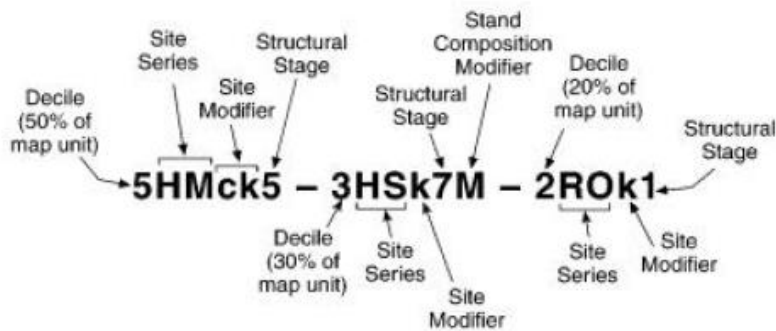 Stand
Composition
Modifier
Site
Series
Structural
Stage
Decile
(20% of
map unit)
Site
Modifier
Structural
Stage
Decile
(50% of
map unit)
Structural
Stage
5HMck5 – 3HSk7M – 2ROk1
Decile
(30% of
map unit)
Site
Series
Site
Modifier
Site
Series
Site
Modifier